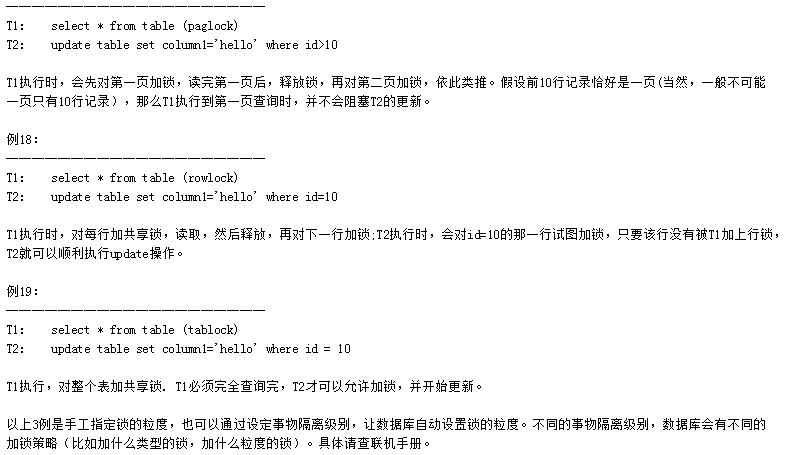 ————————————————————
T1:    select * from table (paglock)
T2:    update table set column1='hello' where id>10
T1执行时，会先对第一页加锁，读完第一页后，释放锁，再对第二页加锁，依此类推。假设前10行记录恰好是一页(当然，一般不可能
一页只有10行记录），那么T1执行到第一页查询时，并不会阻塞T2的更新。
例18：
————————————————————
T1:    select * from table (rowlock)
T2:    update table set column1='hello' where id=10
T1执行时，对每行加共享锁，读取，然后释放，再对下一行加锁;T2执行时，会对id=10的那一行试图加锁，只要该行没有被T1加上行锁，
T2就可以顺利执行update操作。
例19：
————————————————————
T1:    select * from table (tablock)
T2:    update table set column1='hello' where id = 10
T1执行，对整个表加共享锁. T1必须完全查询完，T2才可以允许加锁，并开始更新。
以上3例是手工指定锁的粒度，也可以通过设定事物隔离级别，让数据库自动设置锁的粒度。不同的事物隔离级别，数据库会有不同的
加锁策略（比如加什么类型的锁，加什么粒度的锁）。具体请查联机手册。